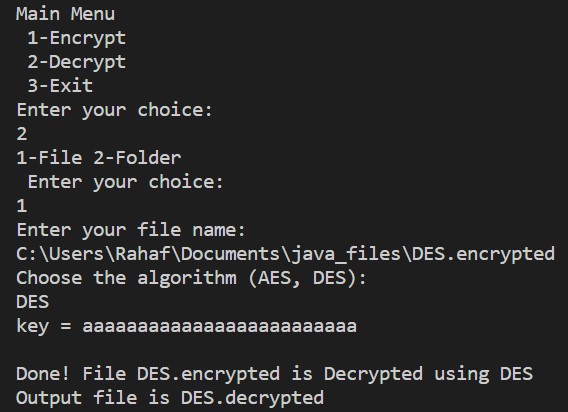 Main Menu
1-Encrypt
2-Decrypt
3-Exit
Enter your choice:
2
1-File 2-Folder
Enter your choice:
1
Enter your file name:
C:\Users\Rahaf\Documents\java_files\DES.encrypted
Choose the algorithm (AES, DES):
DES
key = aaaaaaaaaaaaaaaaaaaaaaaaa
Done! File DES.encrypted is Decrypted using DES
Output file is DES.decrypted